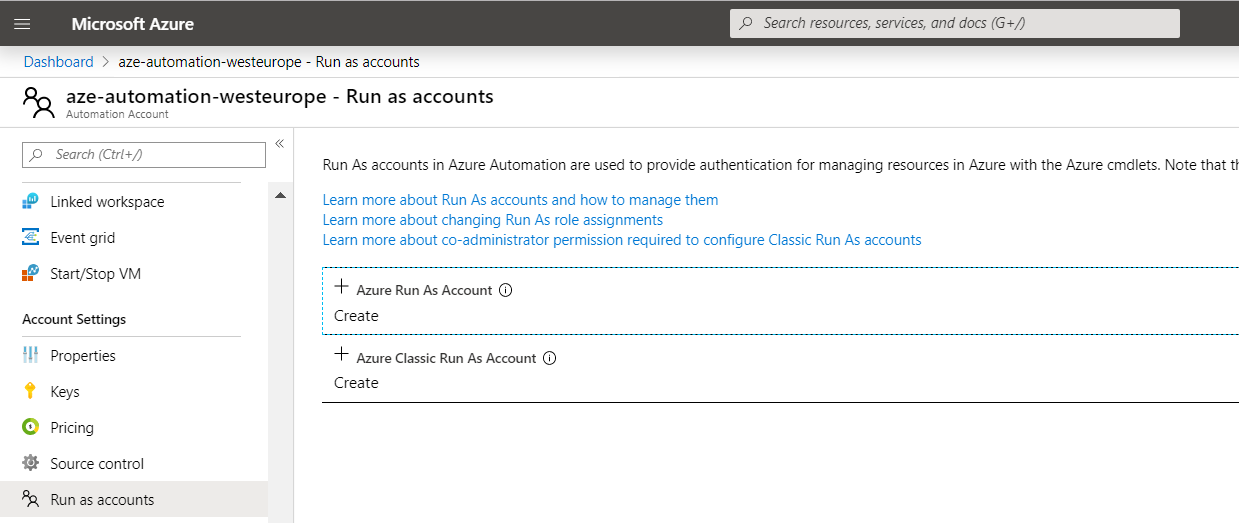 Microsoft Azure
Search resources, services, and docs (G+/)
Dashboard > aze-automation-westeurope - Run as accounts
aze-automation-westeurope - Run as accounts
Automation Account
Search (Ctrl+/)
«
Linked workspace
Event grid
Start/Stop VM
Account Settings
Properties
Keys
Pricing
Source control
Run as accounts
Run As accounts in Azure Automation are used to provide authentication for managing resources in Azure with the Azure cmdlets. Note that
Learn more about Run As accounts and how to manage them
Learn more about changing Run As role assignments
Learn more about co-administrator permission required to configure Classic Run As accounts
+ Azure Run As Account
Create
+ Azure Classic Run As Account
Create